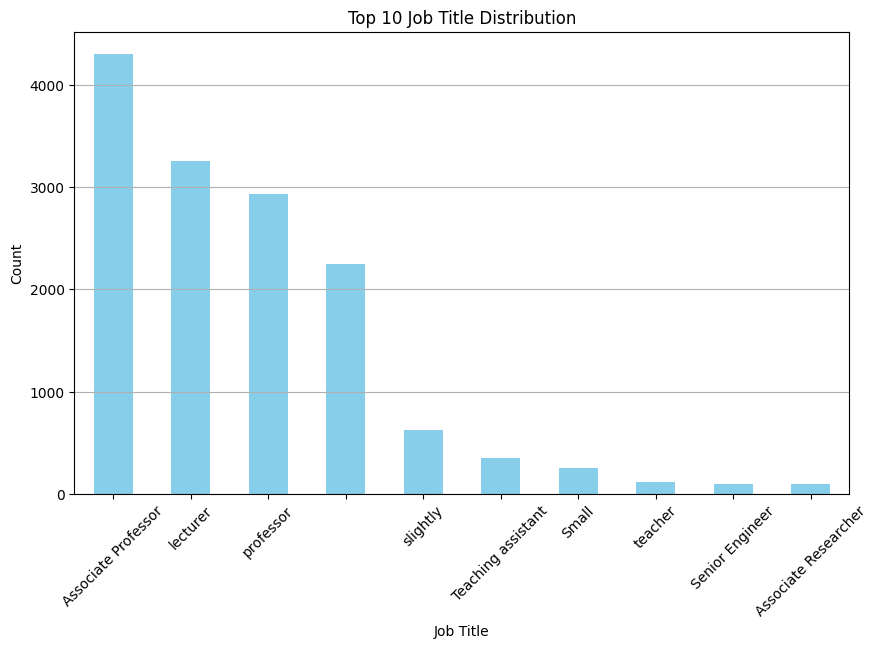 Top 10 Job Title Distribution
Count
4000
3000
2000
1000
0
Associate Professor
lecturer
professor
slightly
Teaching assistant
Small
teacher
Senior Engineer
Associate Researcher
Job Title